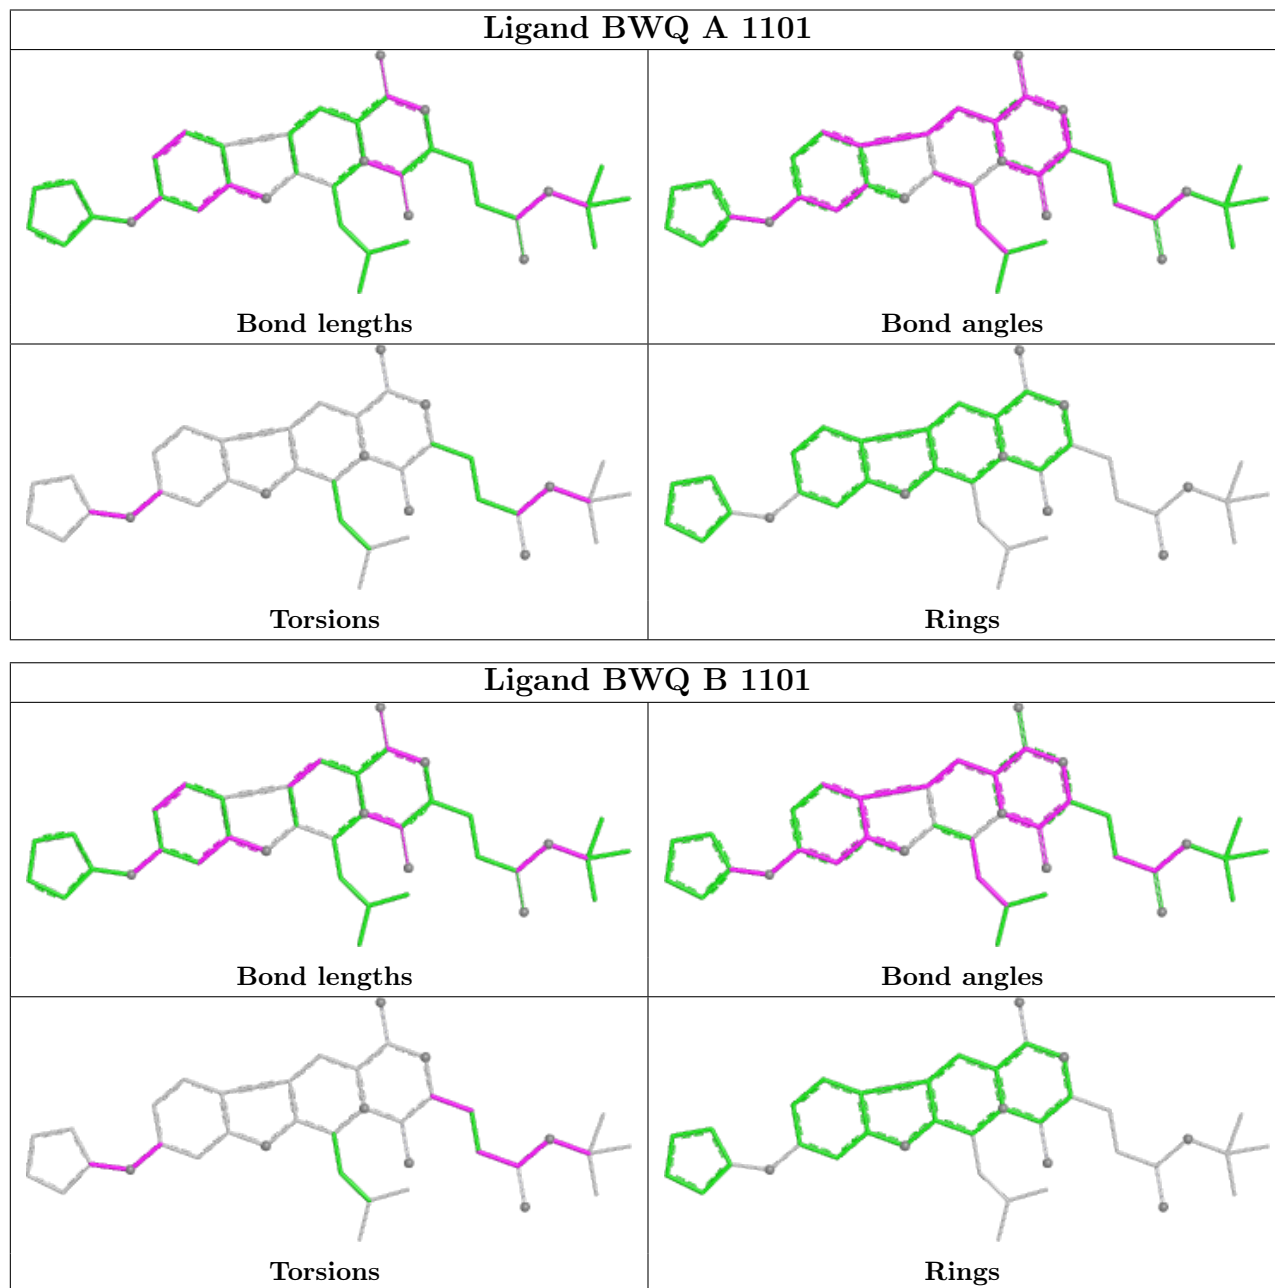 Ligand BWQ A 1101
Bond lengths
Bond angles
Torsions
Rings
Ligand BWQ B 1101
Bond lengths
Bond angles
Torsions
Rings